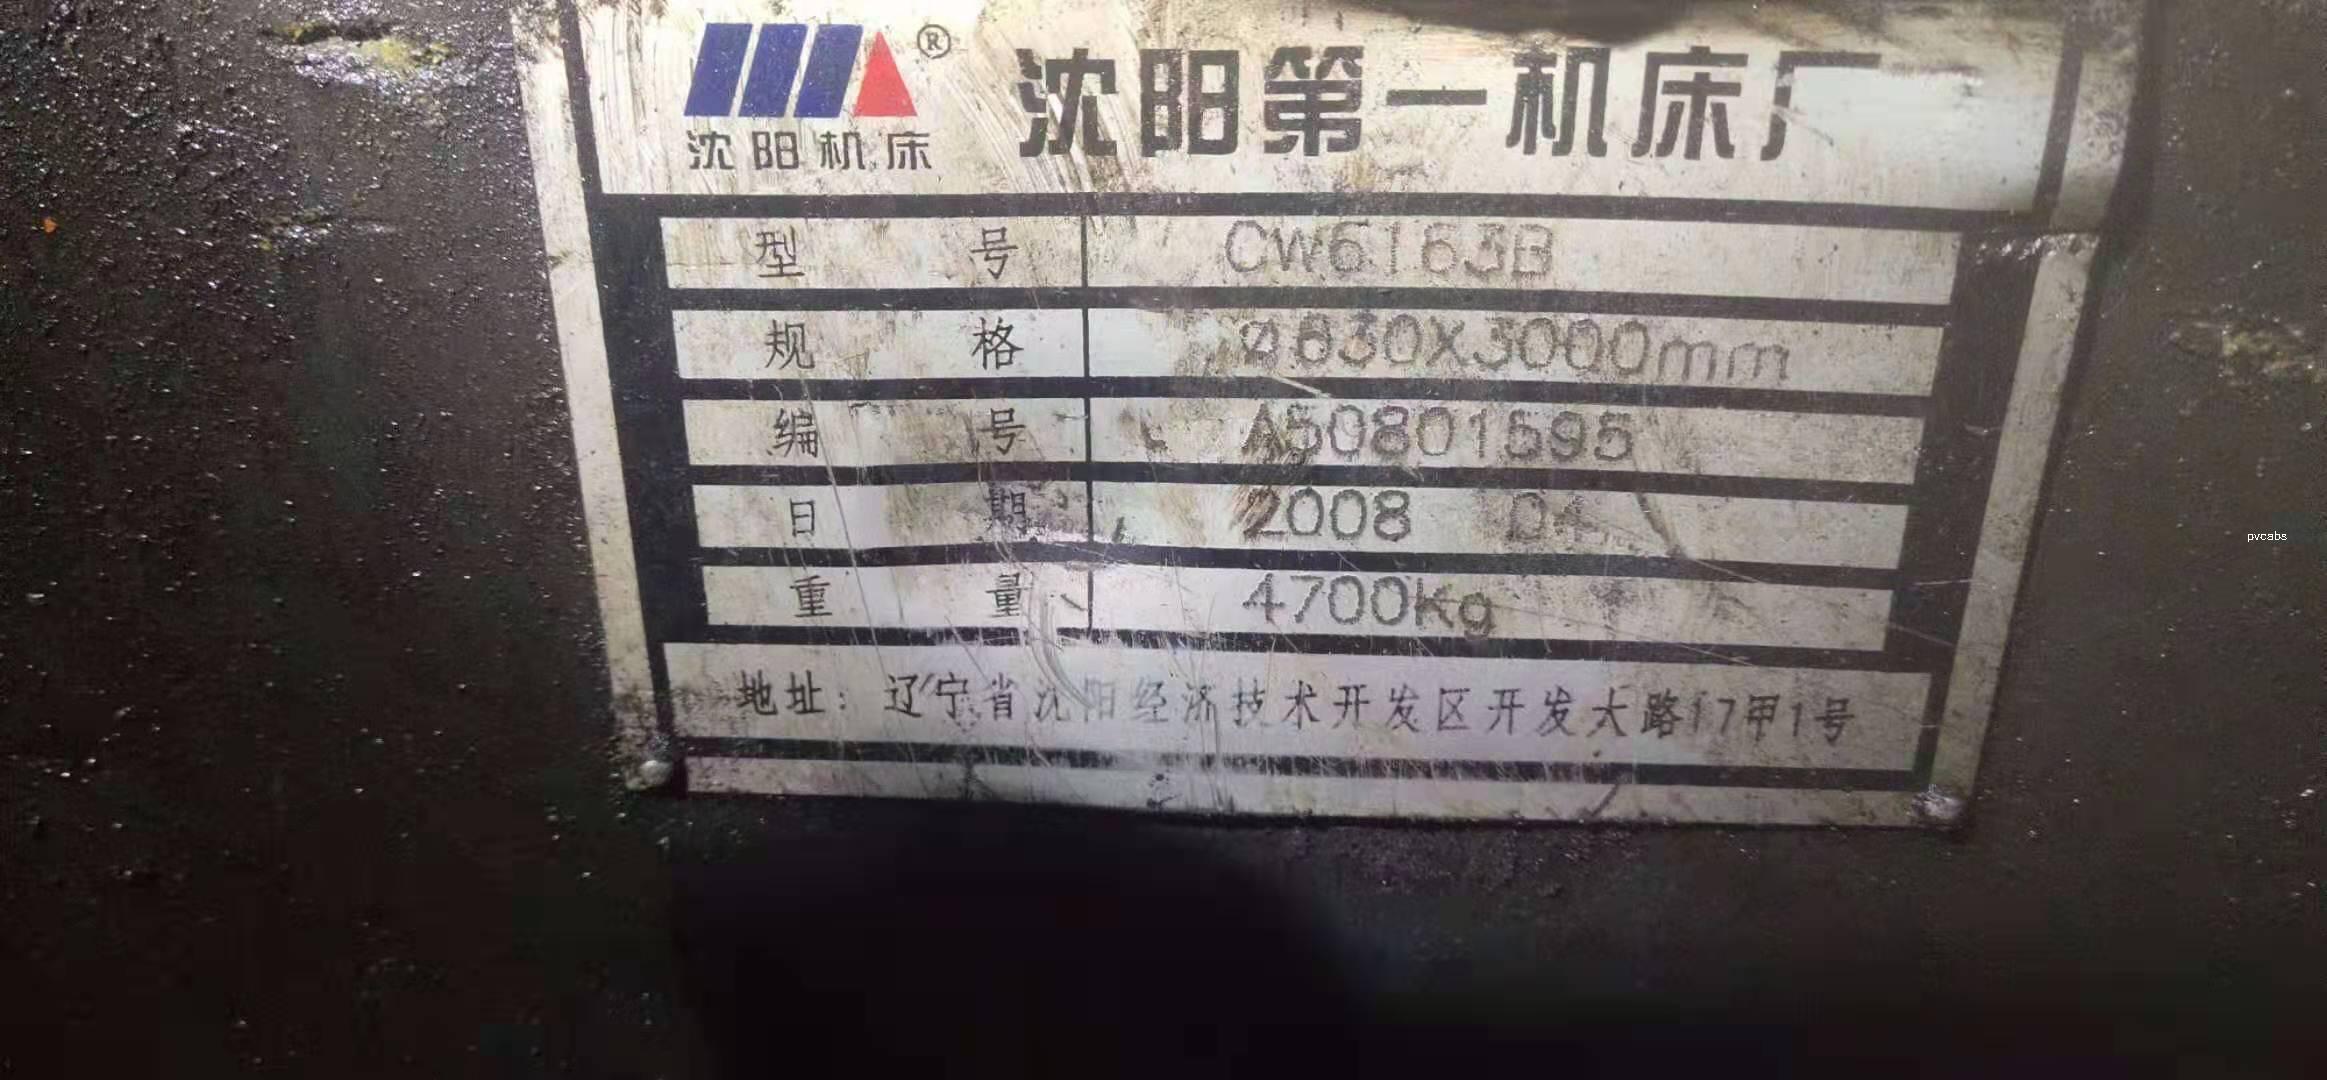 沈阳机床 ® 沈阳第一机床厂
型 号 CW6163B
规 格 Ø630X3000mm
编 号 A50801595
日 期 2008 04
重 量 4700Kg
地址：辽宁省沈阳经济技术开发区开发大路17甲1号
pvcabs